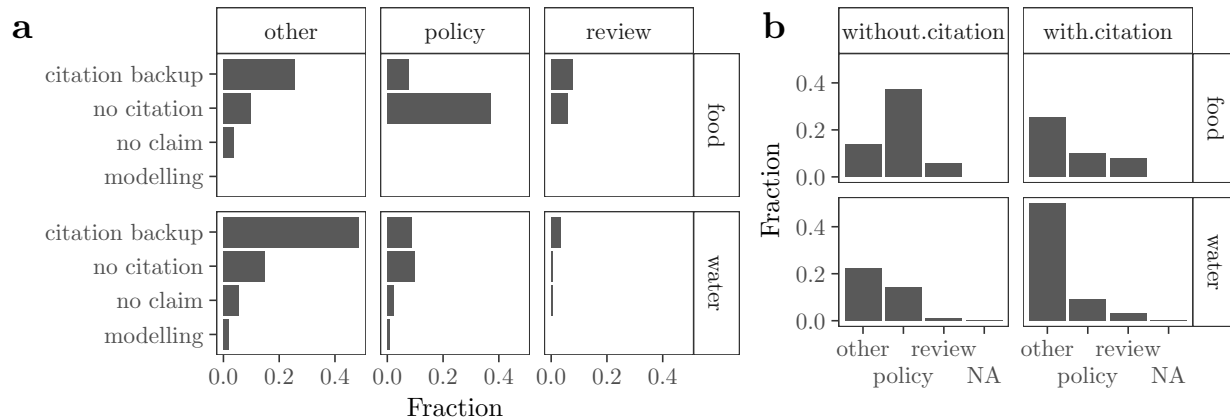 a
other policy review
citation backup
no citation
no claim
modelling
food
citation backup
no citation
no claim
modelling
water
0.0 0.2 0.4 0.0 0.2 0.4 0.0 0.2 0.4
Fraction
b
without.citation with.citation
0.4
0.2
0.0
food
0.4
0.2
0.0
water
Fraction
other review other review
policy NA policy NA